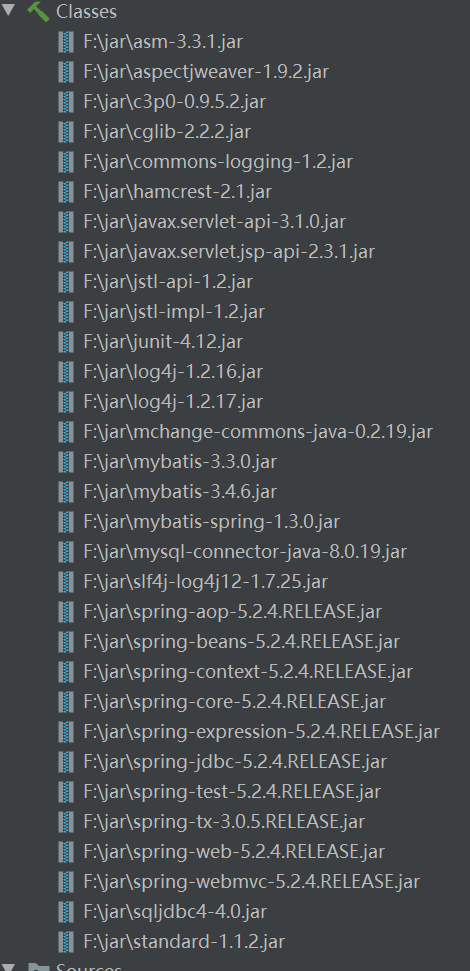 Classes
F:\jar\asm-3.3.1.jar
F:\jar\aspectjweaver-1.9.2.jar
F:\jar\c3p0-0.9.5.2.jar
F:\jar\cglib-2.2.2.jar
F:\jar\commons-logging-1.2.jar
F:\jar\hamcrest-2.1.jar
F:\jar\javax.servlet-api-3.1.0.jar
F:\jar\javax.servlet.jsp-api-2.3.1.jar
F:\jar\jstl-api-1.2.jar
F:\jar\jstl-impl-1.2.jar
F:\jar\junit-4.12.jar
F:\jar\log4j-1.2.16.jar
F:\jar\log4j-1.2.17.jar
F:\jar\mchange-commons-java-0.2.19.jar
F:\jar\mybatis-3.3.0.jar
F:\jar\mybatis-3.4.6.jar
F:\jar\mybatis-spring-1.3.0.jar
F:\jar\mysql-connector-java-8.0.19.jar
F:\jar\slf4j-log4j12-1.7.25.jar
F:\jar\spring-aop-5.2.4.RELEASE.jar
F:\jar\spring-beans-5.2.4.RELEASE.jar
F:\jar\spring-context-5.2.4.RELEASE.jar
F:\jar\spring-core-5.2.4.RELEASE.jar
F:\jar\spring-expression-5.2.4.RELEASE.jar
F:\jar\spring-jdbc-5.2.4.RELEASE.jar
F:\jar\spring-test-5.2.4.RELEASE.jar
F:\jar\spring-tx-3.0.5.RELEASE.jar
F:\jar\spring-web-5.2.4.RELEASE.jar
F:\jar\spring-webmvc-5.2.4.RELEASE.jar
F:\jar\sqljdbc4-4.0.jar
F:\jar\standard-1.1.2.jar
Sources